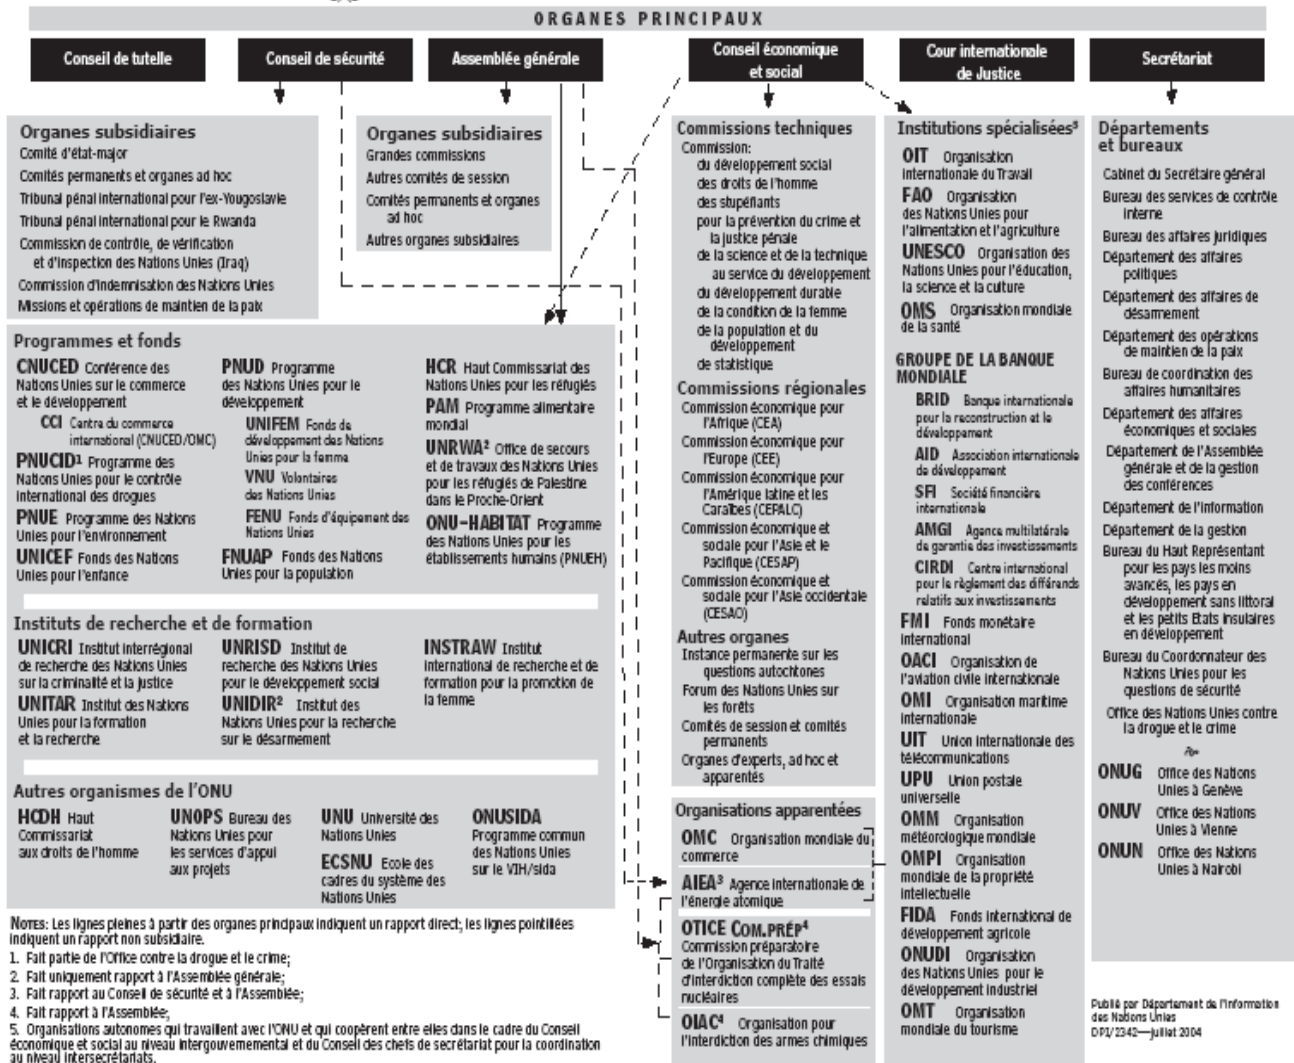 ORGANES PRINCIPAUX
Conseil de tutelle
Conseil de sécurité
Assemblée générale
Conseil économique
et social
Cour internationale
de Justice
Secrétariat
Organes subsidiaires
Comité d'état-major
Comités permanents et organes ad hoc
Tribunal pénal international pour l'ex-Yougoslavie
Tribunal pénal international pour le Rwanda
Commission de contrôle, de vérification
et d'inspection des Nations Unies (Iraq)
Commission d'indemnisation des Nations Unies
Missions et opérations de maintien de la paix
Organes subsidiaires
Grandes commissions
Autres comités de session
Comités permanents et organes
ad hoc
Autres organes subsidiaires
Programmes et fonds
CNUCED Conférence des
Nations Unies sur le commerce
et le développement
CCI Centre du commerce
international (CNUCED/OMC)
PNUCID¹ Programme des
Nations Unies pour le contrôle
international des drogues
PNUE Programme des Nations
Unies pour l'environnement
UNICEF Fonds des Nations
Unies pour l'enfance
PNUD Programme
des Nations Unies pour le
développement
UNIFEM Fonds de
développement des Nations
Unies pour la femme
VNU Volontaires
des Nations Unies
FENU Fonds d'équipement des
Nations Unies
FNUAP Fonds des Nations
Unies pour la population
HCR Haut Commissariat des
Nations Unies pour les réfugiés
PAM Programme alimentaire
mondial
UNRWA² Office de secours
et de travaux des Nations Unies
pour les réfugiés de Palestine
dans le Proche-Orient
ONU-HABITAT Programme
des Nations Unies pour les
établissements humains (PNUEH)
Instituts de recherche et de formation
UNICRI Institut interrégional
de recherche des Nations Unies
sur la criminalité et la justice
UNITAR Institut des Nations
Unies pour la formation
et la recherche
UNRISD Institut de
recherche des Nations Unies
pour le développement social
UNIDIR² Institut des
Nations Unies pour la recherche
sur le désarmement
INSTRAW Institut
international de recherche et de
formation pour la promotion de
la femme
Autres organismes de l'ONU
HCDH Haut
Commissariat
aux droits de l'homme
UNOPS Bureau des
Nations Unies pour
les services d'appui
aux projets
UNU Université des
Nations Unies
ECSNU Ecole des
cadres du système des
Nations Unies
ONUSIDA
Programme commun
des Nations Unies
sur le VIH/sida
Commissions techniques
Commission:
du développement social
des droits de l'homme
des stupéfiants
pour la prévention du crime et
la justice pénale
de la science et de la technique
au service du développement
du développement durable
de la condition de la femme
de la population et du
développement
de statistique
Commissions régionales
Commission économique pour
l'Afrique (CEA)
Commission économique pour
l'Europe (CEE)
Commission économique pour
l'Amérique latine et les
Caraïbes (CEPALC)
Commission économique et
sociale pour l'Asie et le
Pacifique (CESAP)
Commission économique et
sociale pour l'Asie occidentale
(CESAO)
Autres organes
Instance permanente sur les
questions autochtones
Forum des Nations Unies sur
les forêts
Comités de session et comités
permanents
Organes d'experts, ad hoc et
apparentés
Organisations apparentées
OMC Organisation mondiale du
commerce
AIEA³ Agence internationale de
l'énergie atomique
OTICE COM.PRÉP⁴
Commission préparatoire
de l'Organisation du Traité
d'interdiction complète des essais
nucléaires
OIAC⁴ Organisation pour
l'interdiction des armes chimiques
Institutions spécialisées⁵
OIT Organisation
internationale du Travail
FAO Organisation
des Nations Unies pour
l'alimentation et l'agriculture
UNESCO Organisation des
Nations Unies pour l'éducation,
la science et la culture
OMS Organisation mondiale
de la santé
GROUPE DE LA BANQUE
MONDIALE
BRID Banque internationale
pour la reconstruction et le
développement
AID Association internationale
de développement
SFI Société financière
internationale
AMGI Agence multilatérale
de garantie des investissements
CIRDI Centre international
pour le règlement des différends
relatifs aux investissements
FMI Fonds monétaire
international
OACI Organisation de
l'aviation civile internationale
OMI Organisation maritime
internationale
UIT Union internationale des
télécommunications
UPU Union postale
universelle
OMM Organisation
météorologique mondiale
OMPI Organisation
mondiale de la propriété
intellectuelle
FIDA Fonds international de
développement agricole
ONUDI Organisation
des Nations Unies pour le
développement industriel
OMT Organisation
mondiale du tourisme
Départements
et bureaux
Cabinet du Secrétaire général
Bureau des services de contrôle
interne
Bureau des affaires juridiques
Département des affaires
politiques
Département des affaires de
désarmement
Département des opérations
de maintien de la paix
Bureau de coordination des
affaires humanitaires
Département des affaires
économiques et sociales
Département de l'Assemblée
générale et de la gestion
des conférences
Département de l'information
Département de la gestion
Bureau du Haut Représentant
pour les pays les moins
avancés, les pays en
développement sans littoral
et les petits Etats insulaires
en développement
Bureau du Coordonnateur des
Nations Unies pour les
questions de sécurité
Office des Nations Unies contre
la drogue et le crime
ONUG Office des Nations
Unies à Genève
ONUV Office des Nations
Unies à Vienne
ONUN Office des Nations
Unies à Nairobi
NOTES: Les lignes pleines à partir des organes principaux indiquent un rapport direct; les lignes pointillées
indiquent un rapport non subsidiaire.
1. Fait partie de l'Office contre la drogue et le crime;
2. Fait uniquement rapport à l'Assemblée générale;
3. Fait rapport au Conseil de sécurité et à l'Assemblée;
4. Fait rapport à l'Assemblée;
5. Organisations autonomes qui travaillent avec l'ONU et qui coopèrent entre elles dans le cadre du Conseil
économique et social au niveau intergouvernemental et du Conseil des chefs de secrétariat pour la coordination
au niveau intersecrétariats.
Publié par Département de l'information
des Nations Unies
DPI/2342—juillet 2004